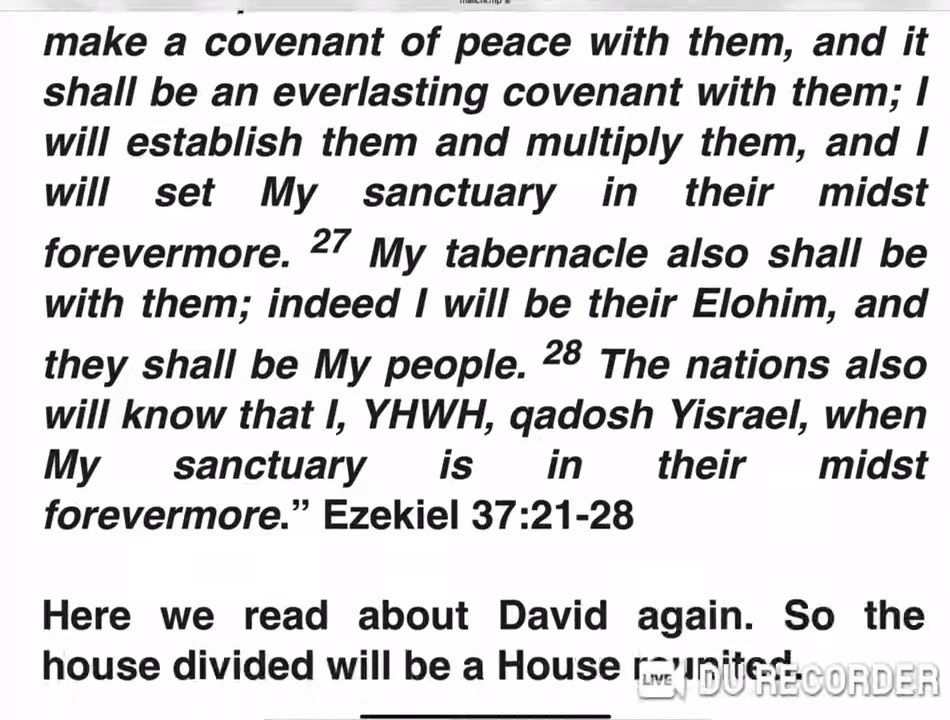 make a covenant of peace with them, and it
shall be an everlasting covenant with them; I
will establish them and multiply them, and I
will set My sanctuary in their midst
forevermore. 27 My tabernacle also shall be
with them; indeed I will be their Elohim, and
they shall be My people. 28 The nations also
will know that I, YHWH, qadosh Yisrael, when
My sanctuary is in their midst
forevermore.” Ezekiel 37:21-28
Here we read about David again. So the
house divided will be a House reunited.
LIVE DU RECORDER